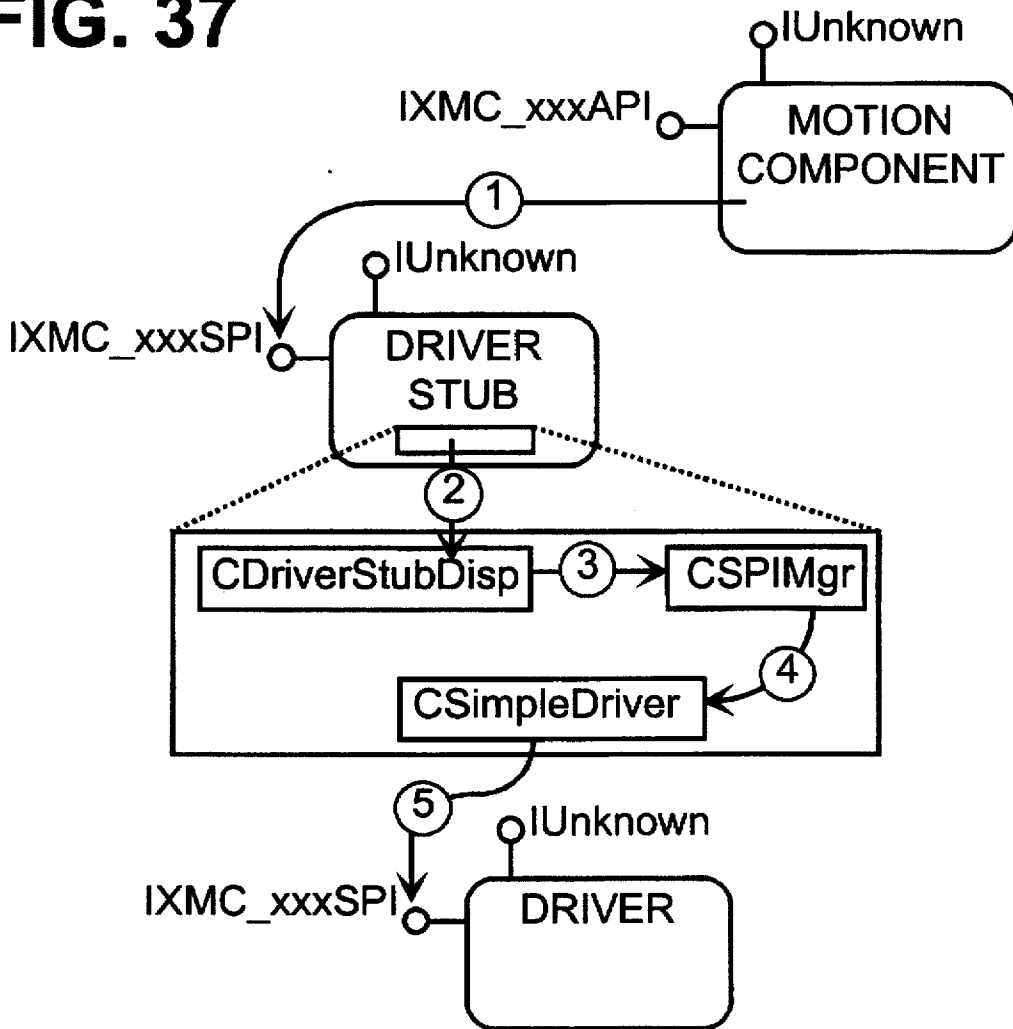 FIG. 37
IUnknown
IXMC_xxxAPI
MOTION
COMPONENT
1
IUnknown
IXMC_xxxSPI
DRIVER
STUB
2
CDriverStubDisp
3
CSPIMgr
4
CSimpleDriver
5
IUnknown
IXMC_xxxSPI
DRIVER